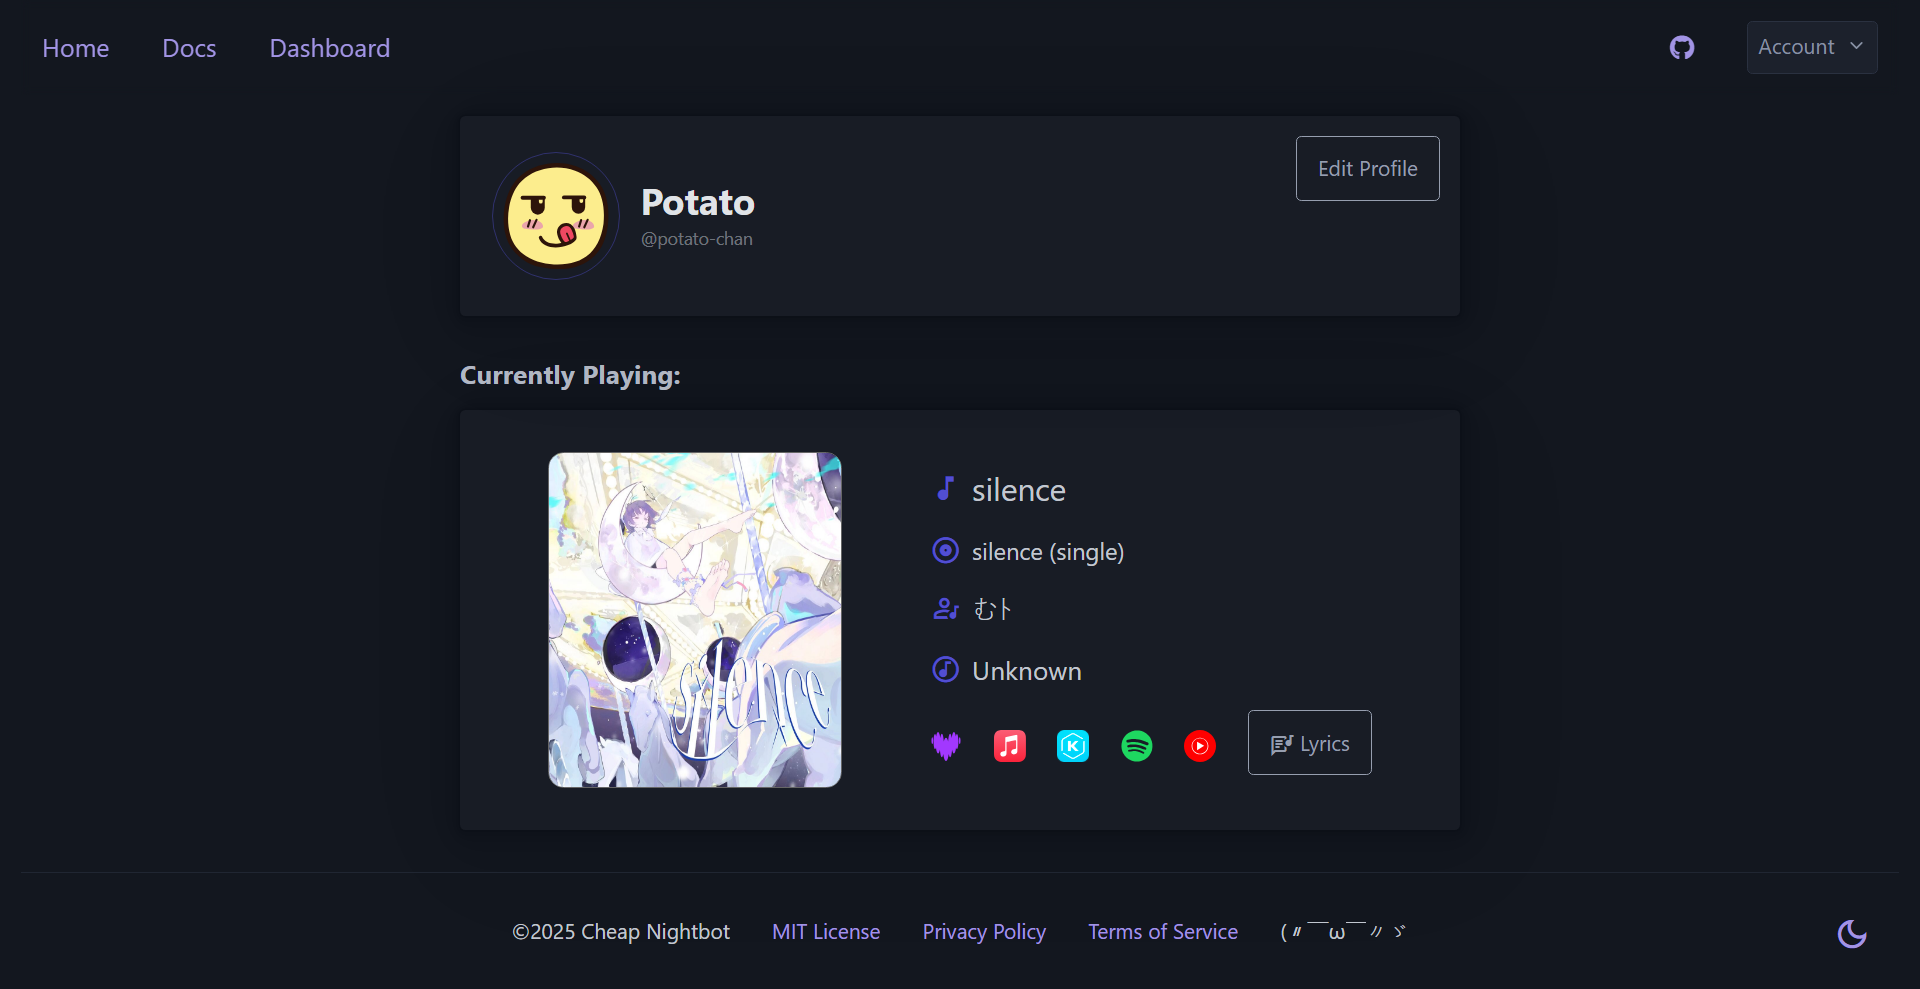 Home Docs Dashboard Account
Edit Profile
Potato
@potato-chan
Currently Playing:
silence
silence (single)
むト
Unknown
silence
Lyrics
©2025 Cheap Nightbot MIT License Privacy Policy Terms of Service (〃￣ω￣〃ゞ